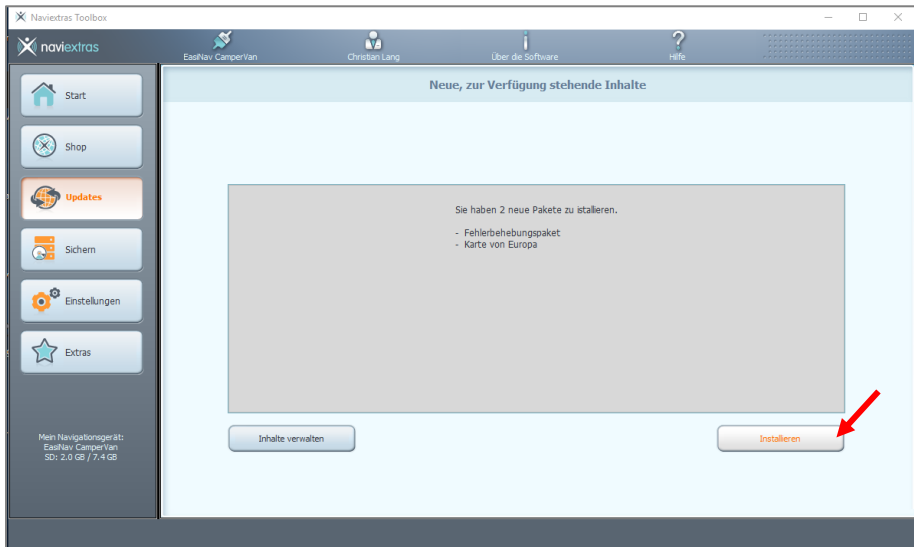 Naviextras Toolbox
naviextras
EasiNav CamperVan
Christian Lang
Über die Software
Hilfe
Neue, zur Verfügung stehende Inhalte
Start
Shop
Updates
Sichern
Einstellungen
Extras
Sie haben 2 neue Pakete zu istallieren.
- Fehlerbehebungspaket
- Karte von Europa
Inhalte verwalten
Installieren
Mein Navigationsgerät:
EasiNav CamperVan
SD: 2.0 GB / 7.4 GB